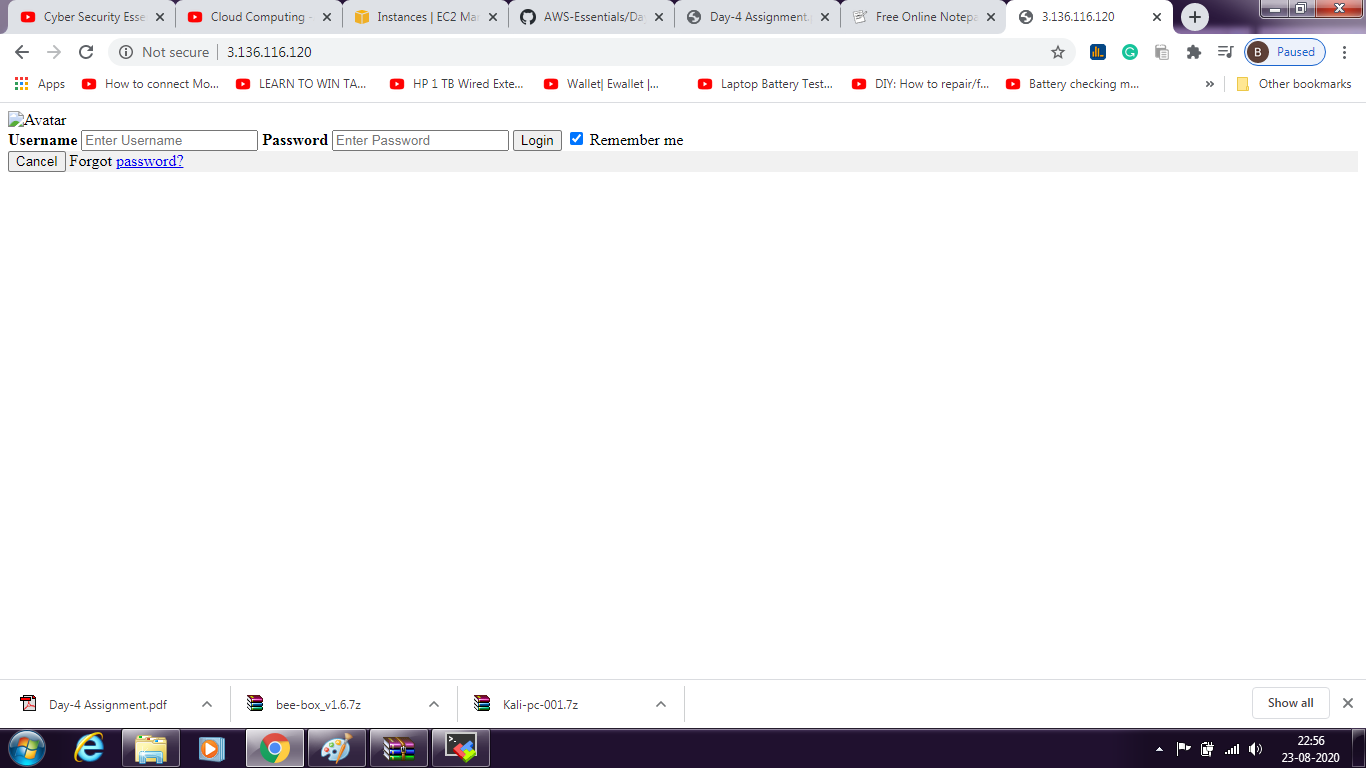 Cyber Security Esse
Cloud Computing -
Instances | EC2 Mar
AWS-Essentials/Da
Day-4 Assignment.
Free Online Notepa
3.136.116.120
Not secure
3.136.116.120
B
Paused
Apps
How to connect Mo...
LEARN TO WIN TA...
HP 1 TB Wired Exte...
Wallet| Ewallet |...
Laptop Battery Test...
DIY: How to repair/f...
Battery checking m...
»
Other bookmarks
Avatar
Username Enter Username Password Enter Password Login Remember me
Cancel Forgot password?
Day-4 Assignment.pdf
bee-box_v1.6.7z
Kali-pc-001.7z
Show all
22:56
23-08-2020